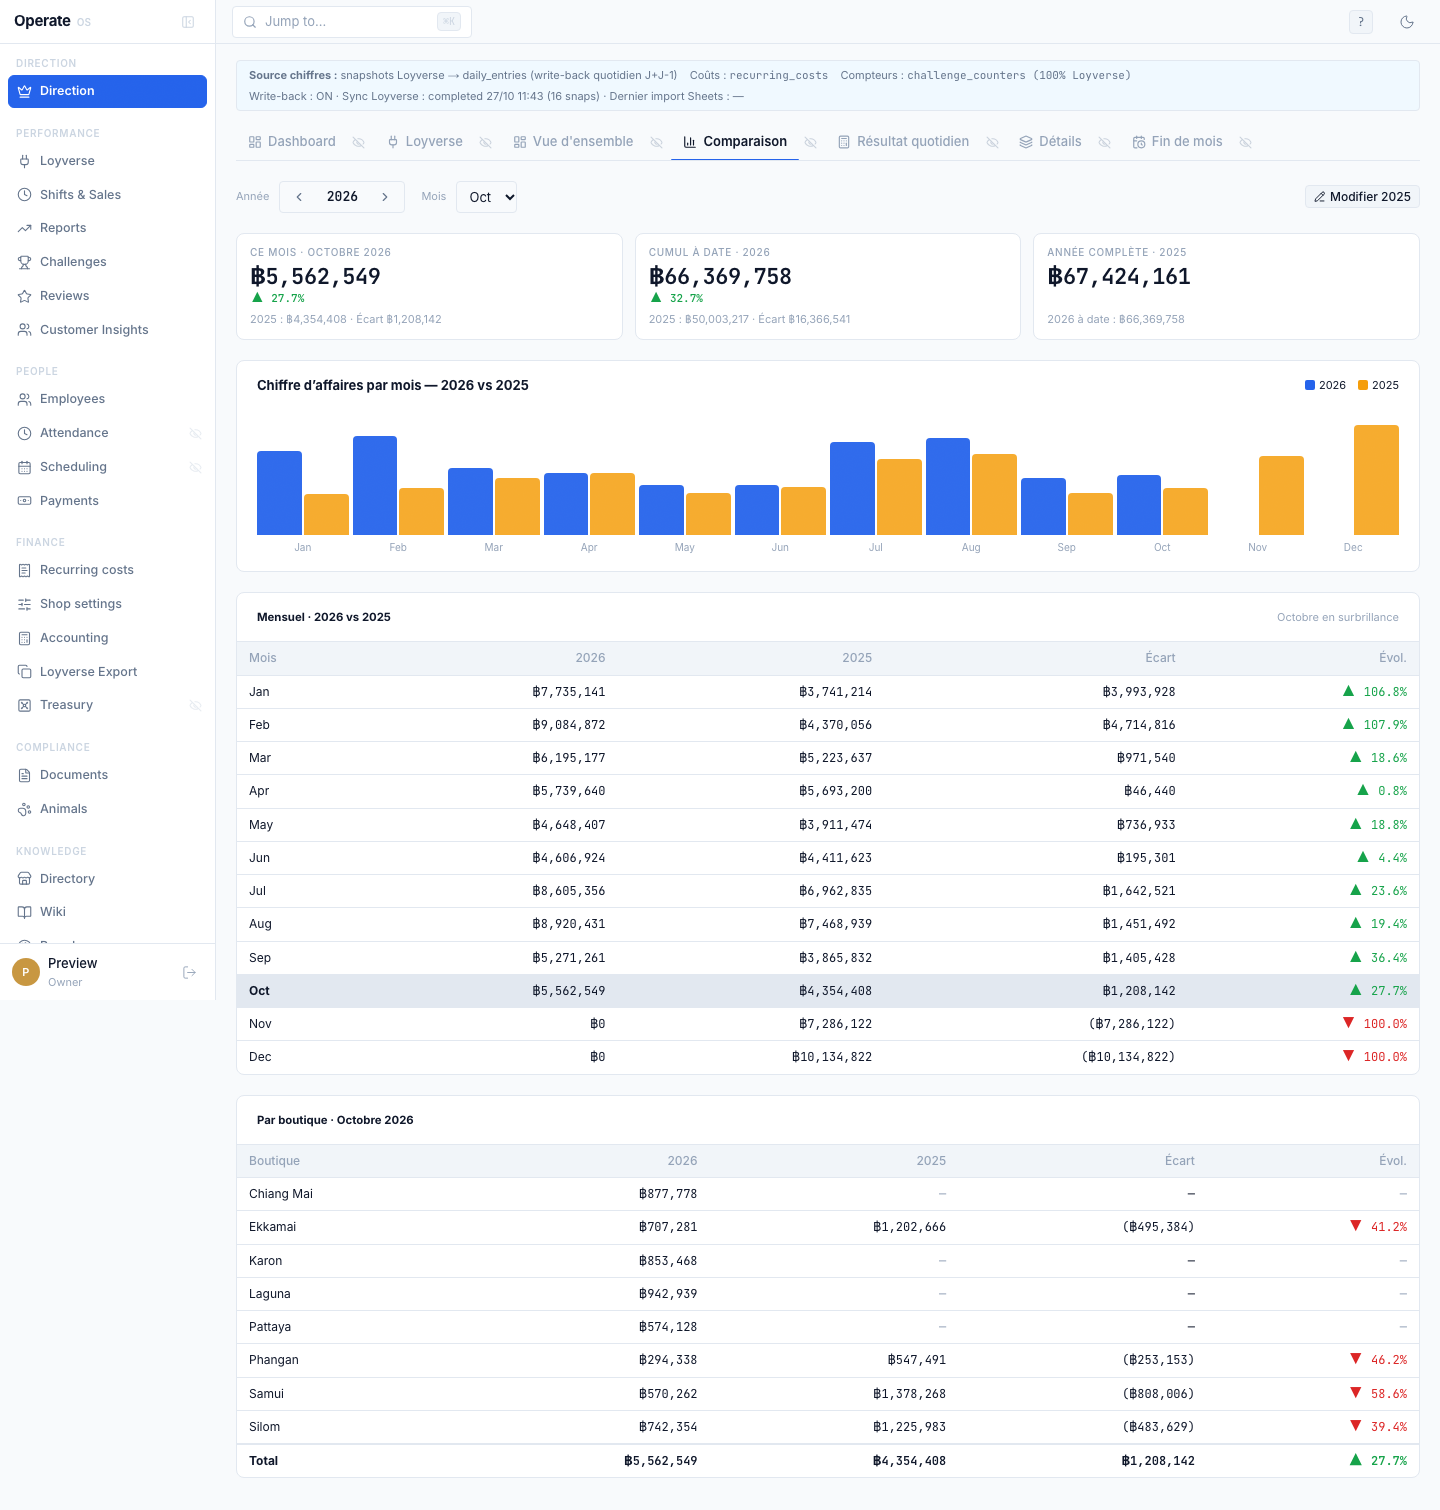 Operate OS
Jump to... ⌘K
?
DIRECTION
Direction
PERFORMANCE
Loyverse
Shifts & Sales
Reports
Challenges
Reviews
Customer Insights
PEOPLE
Employees
Attendance
Scheduling
Payments
FINANCE
Recurring costs
Shop settings
Accounting
Loyverse Export
Treasury
COMPLIANCE
Documents
Animals
KNOWLEDGE
Directory
Wiki
P Preview
Owner
Source chiffres : snapshots Loyverse → daily_entries (write-back quotidien J+J-1) Coûts : recurring_costs Compteurs : challenge_counters (100% Loyverse)
Write-back : ON · Sync Loyverse : completed 27/10 11:43 (16 snaps) · Dernier import Sheets : —
Dashboard Loyverse Vue d'ensemble Comparaison Résultat quotidien Détails Fin de mois
Année 2026 Mois Oct Modifier 2025
CE MOIS · OCTOBRE 2026
฿5,562,549
▲ 27.7%
2025 : ฿4,354,408 · Écart ฿1,208,142
CUMUL À DATE · 2026
฿66,369,758
▲ 32.7%
2025 : ฿50,003,217 · Écart ฿16,366,541
ANNÉE COMPLÈTE · 2025
฿67,424,161
2026 à date : ฿66,369,758
Chiffre d’affaires par mois — 2026 vs 2025 2026 2025
Jan Feb Mar Apr May Jun Jul Aug Sep Oct Nov Dec
Mensuel · 2026 vs 2025 Octobre en surbrillance
Mois 2026 2025 Écart Évol.
Jan ฿7,735,141 ฿3,741,214 ฿3,993,928 ▲ 106.8%
Feb ฿9,084,872 ฿4,370,056 ฿4,714,816 ▲ 107.9%
Mar ฿6,195,177 ฿5,223,637 ฿971,540 ▲ 18.6%
Apr ฿5,739,640 ฿5,693,200 ฿46,440 ▲ 0.8%
May ฿4,648,407 ฿3,911,474 ฿736,933 ▲ 18.8%
Jun ฿4,606,924 ฿4,411,623 ฿195,301 ▲ 4.4%
Jul ฿8,605,356 ฿6,962,835 ฿1,642,521 ▲ 23.6%
Aug ฿8,920,431 ฿7,468,939 ฿1,451,492 ▲ 19.4%
Sep ฿5,271,261 ฿3,865,832 ฿1,405,428 ▲ 36.4%
Oct ฿5,562,549 ฿4,354,408 ฿1,208,142 ▲ 27.7%
Nov ฿0 ฿7,286,122 (฿7,286,122) ▼ 100.0%
Dec ฿0 ฿10,134,822 (฿10,134,822) ▼ 100.0%
Par boutique · Octobre 2026
Boutique 2026 2025 Écart Évol.
Chiang Mai ฿877,778 — — —
Ekkamai ฿707,281 ฿1,202,666 (฿495,384) ▼ 41.2%
Karon ฿853,468 — — —
Laguna ฿942,939 — — —
Pattaya ฿574,128 — — —
Phangan ฿294,338 ฿547,491 (฿253,153) ▼ 46.2%
Samui ฿570,262 ฿1,378,268 (฿808,006) ▼ 58.6%
Silom ฿742,354 ฿1,225,983 (฿483,629) ▼ 39.4%
Total ฿5,562,549 ฿4,354,408 ฿1,208,142 ▲ 27.7%